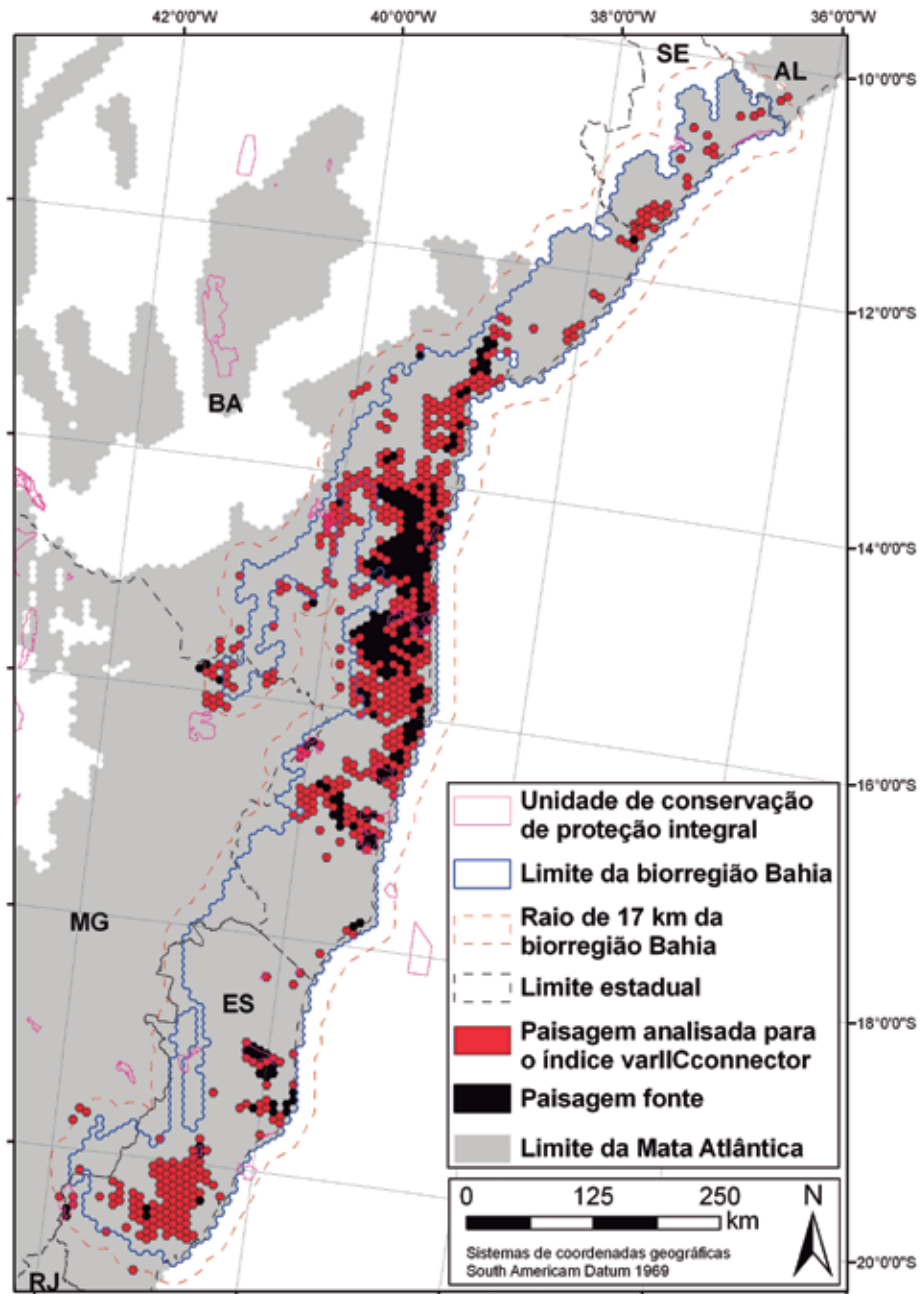 42°0'0"W
40°0'0"W
38°0'0"W
36°0'0"W
SE
AL
10°0'0"S
12°0'0"S
BA
14°0'0"S
16°0'0"S
Unidade de conservação
de proteção integral
Limite da biorregião Bahia
Raio de 17 km da
biorregião Bahia
Limite estadual
Paisagem analisada para
o índice varIICconnector
Paisagem fonte
Limite da Mata Atlântica
MG
ES
18°0'0"S
0 125 250
km
N
Sistemas de coordenadas geográficas
South Americam Datum 1969
20°0'0"S
RJ